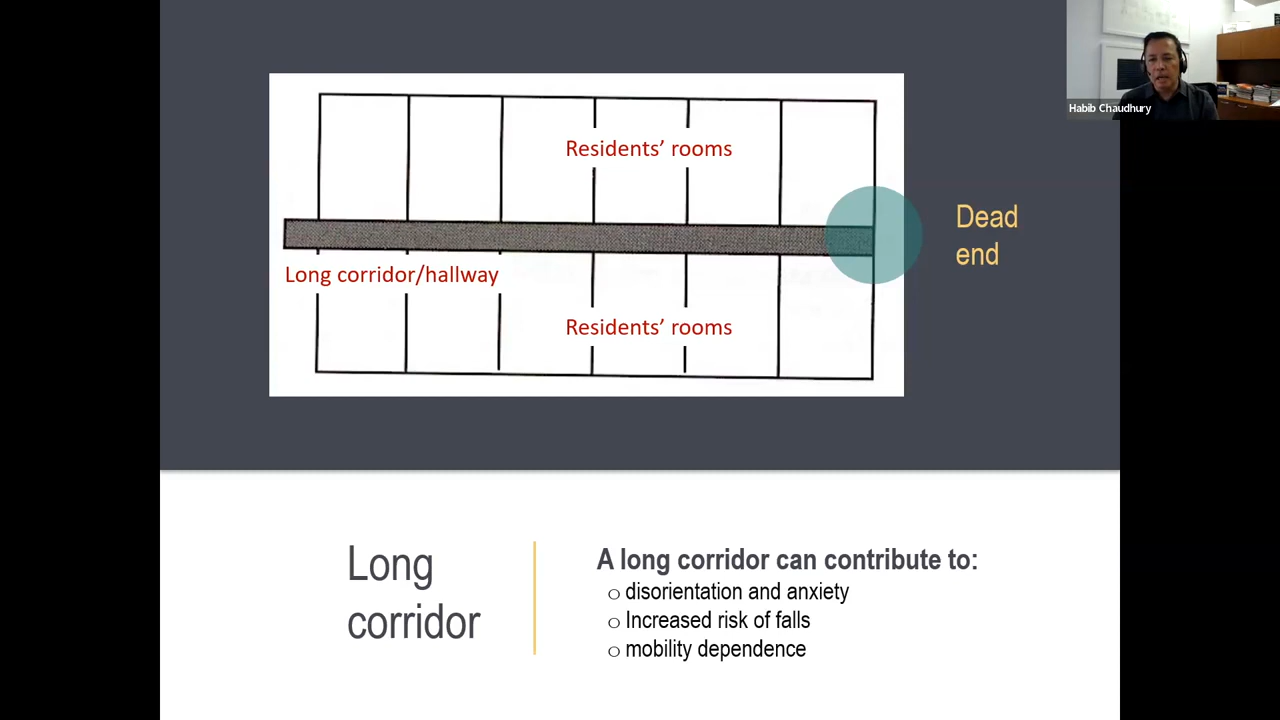 Habib Chaudhury
Residents’ rooms
Dead
end
Long corridor/hallway
Residents’ rooms
Long
corridor
A long corridor can contribute to:
o disorientation and anxiety
o Increased risk of falls
o mobility dependence